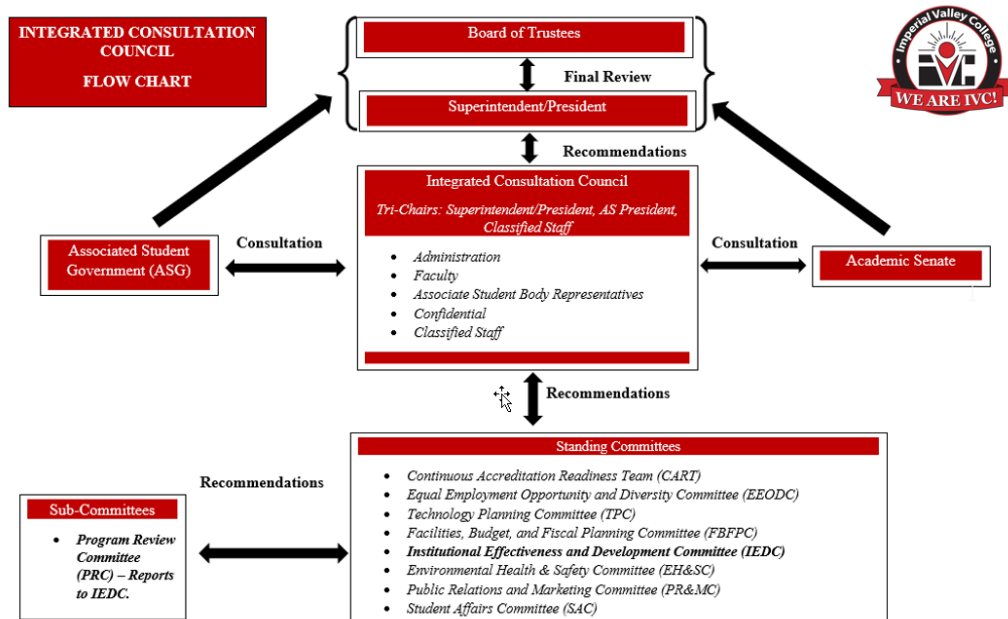 INTEGRATED CONSULTATION
COUNCIL
FLOW CHART
Board of Trustees
Final Review
Superintendent/President
Imperial Valley College
IVC
WE ARE IVC!
Recommendations
Integrated Consultation Council
Tri-Chairs: Superintendent/President, AS President,
Classified Staff
• Administration
• Faculty
• Associate Student Body Representatives
• Confidential
• Classified Staff
Consultation
Associated Student
Government (ASG)
Consultation
Academic Senate
1
Recommendations
Standing Committees
• Continuous Accreditation Readiness Team (CART)
• Equal Employment Opportunity and Diversity Committee (EEODC)
• Technology Planning Committee (TPC)
• Facilities, Budget, and Fiscal Planning Committee (FBFPC)
• Institutional Effectiveness and Development Committee (IEDC)
• Environmental Health & Safety Committee (EH&SC)
• Public Relations and Marketing Committee (PR&MC)
• Student Affairs Committee (SAC)
Recommendations
Sub-Committees
• Program Review
Committee
(PRC) – Reports
to IEDC.